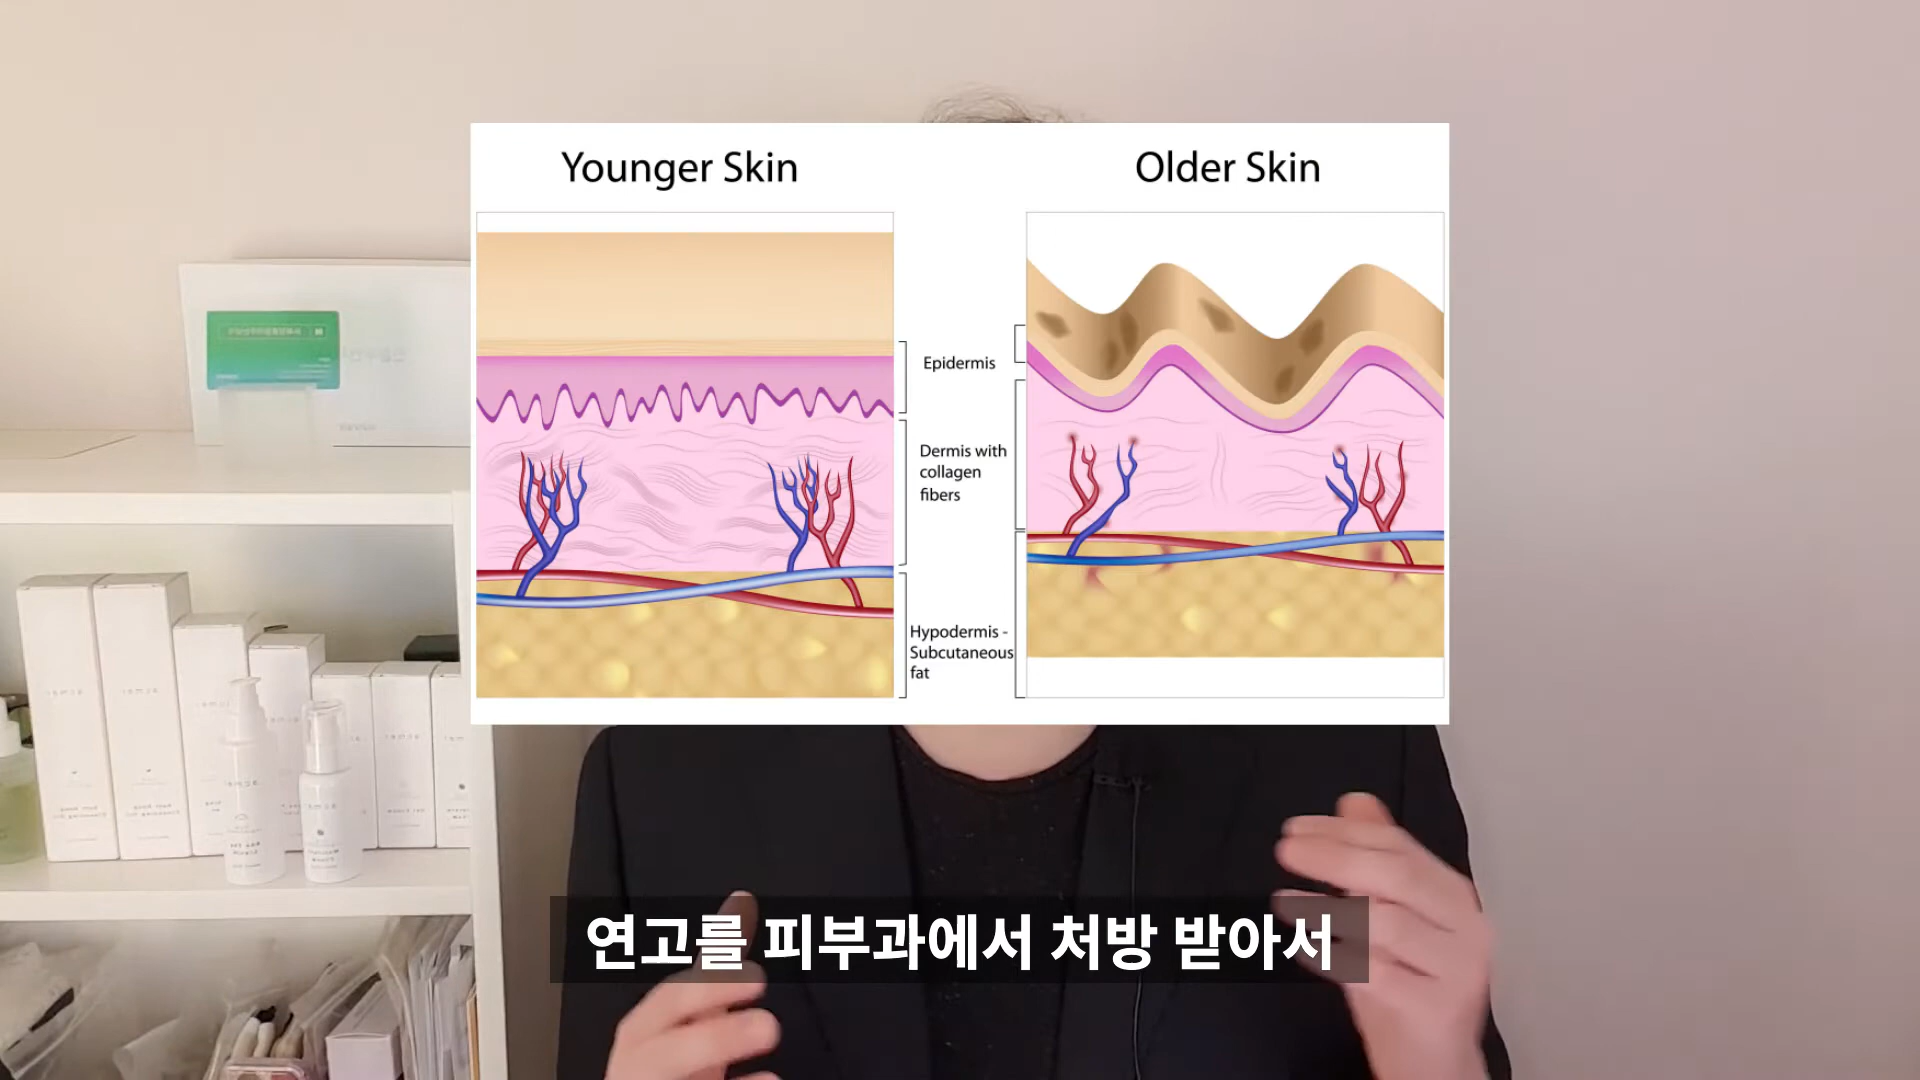 Younger Skin
Older Skin
Epidermis
Dermis with
collagen
fibers
Hypodermis -
Subcutaneous
fat
연고를 피부과에서 처방 받아서